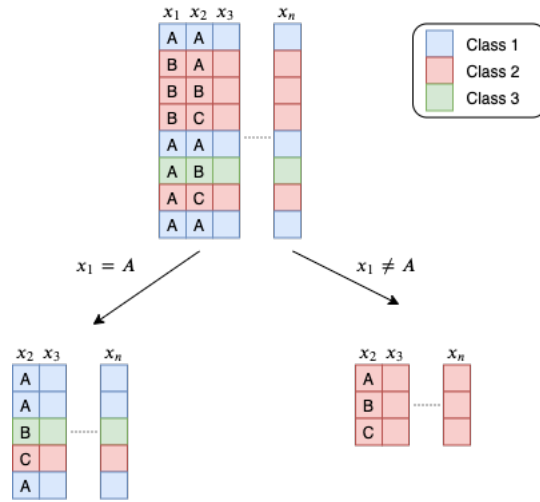 x₁ x₂ x₃ xₙ
A A
B A
B B
B C
A A
A B
A C
A A
Class 1
Class 2
Class 3
x₁ = A
x₁ ≠ A
x₂ x₃ xₙ
A
A
B
C
A
x₂ x₃ xₙ
A
B
C